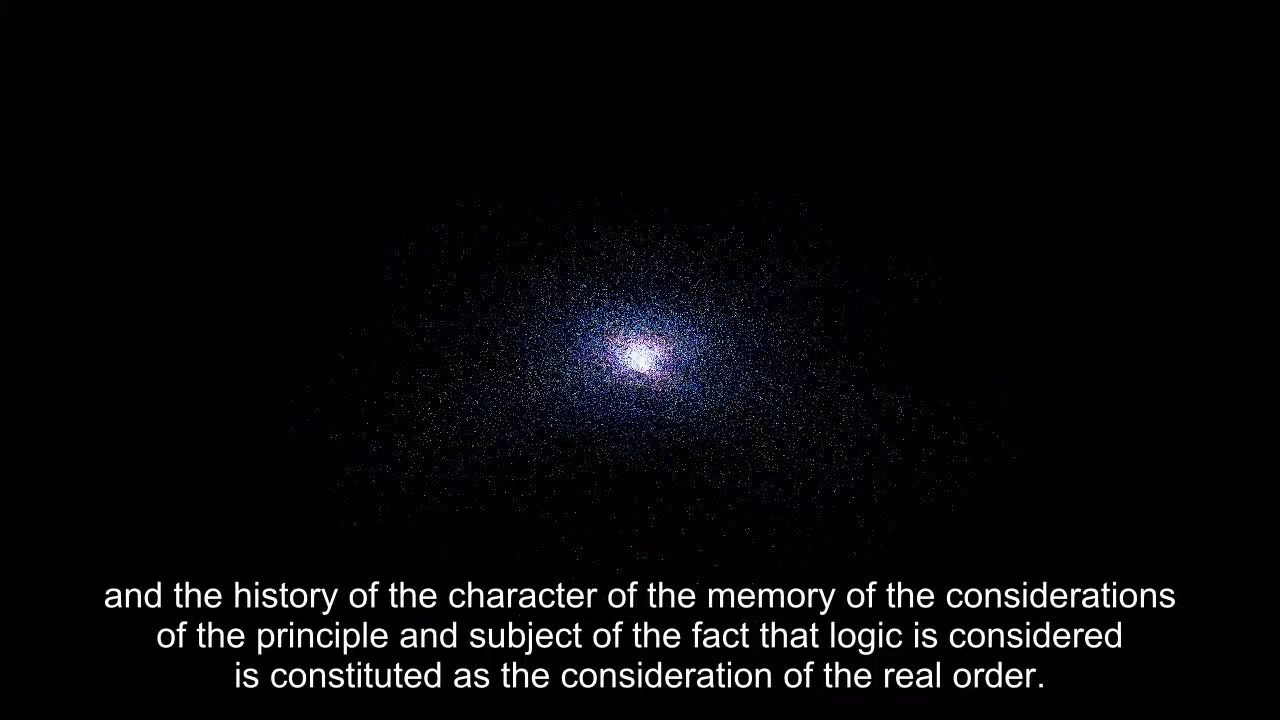 and the history of the character of the memory of the considerations
of the principle and subject of the fact that logic is considered
is constituted as the consideration of the real order.